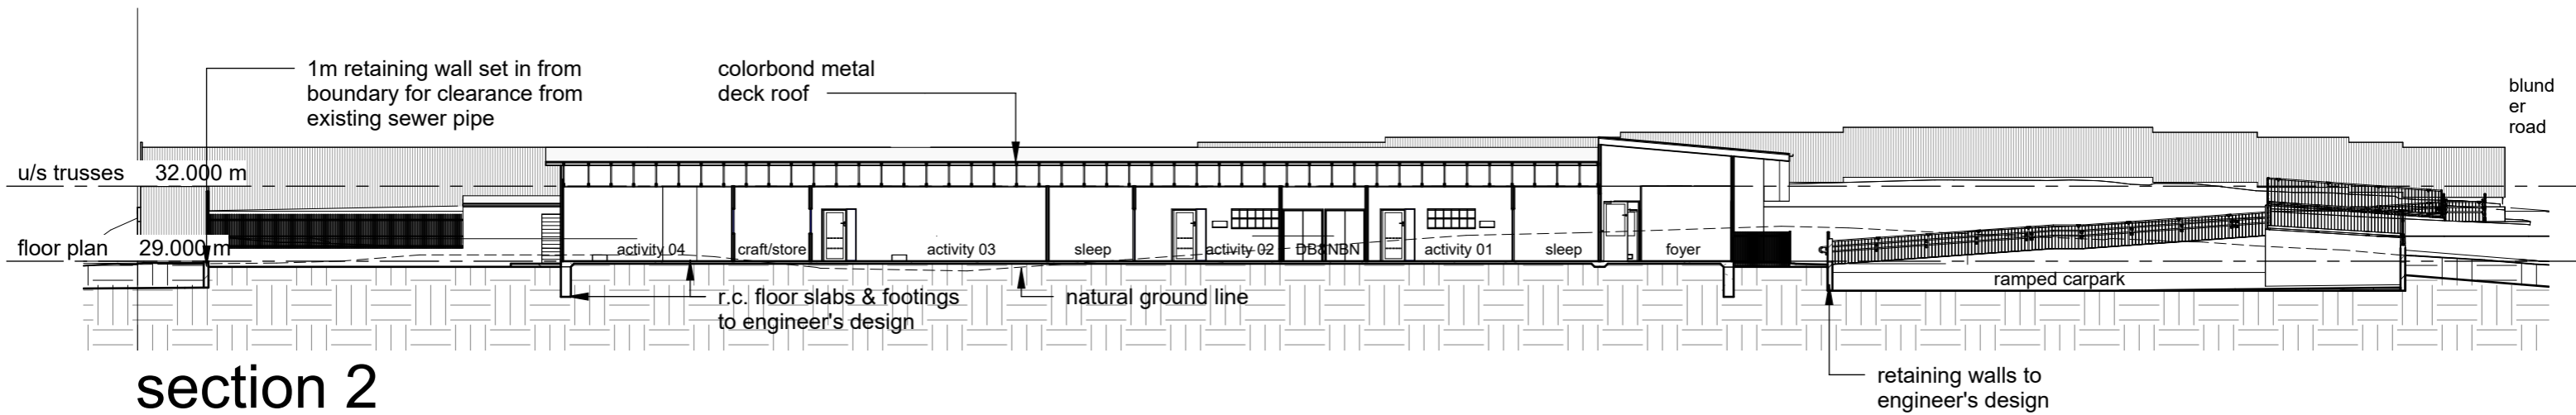 1m retaining wall set in from
boundary for clearance from
existing sewer pipe
colorbond metal
deck roof
blund
er
road
u/s trusses 32.000 m
floor plan 29.000 m
activity 04
craft/store
activity 03
sleep
activity 02
DB&NBN
activity 01
sleep
foyer
ramped carpark
r.c. floor slabs & footings
to engineer's design
natural ground line
retaining walls to
engineer's design
section 2